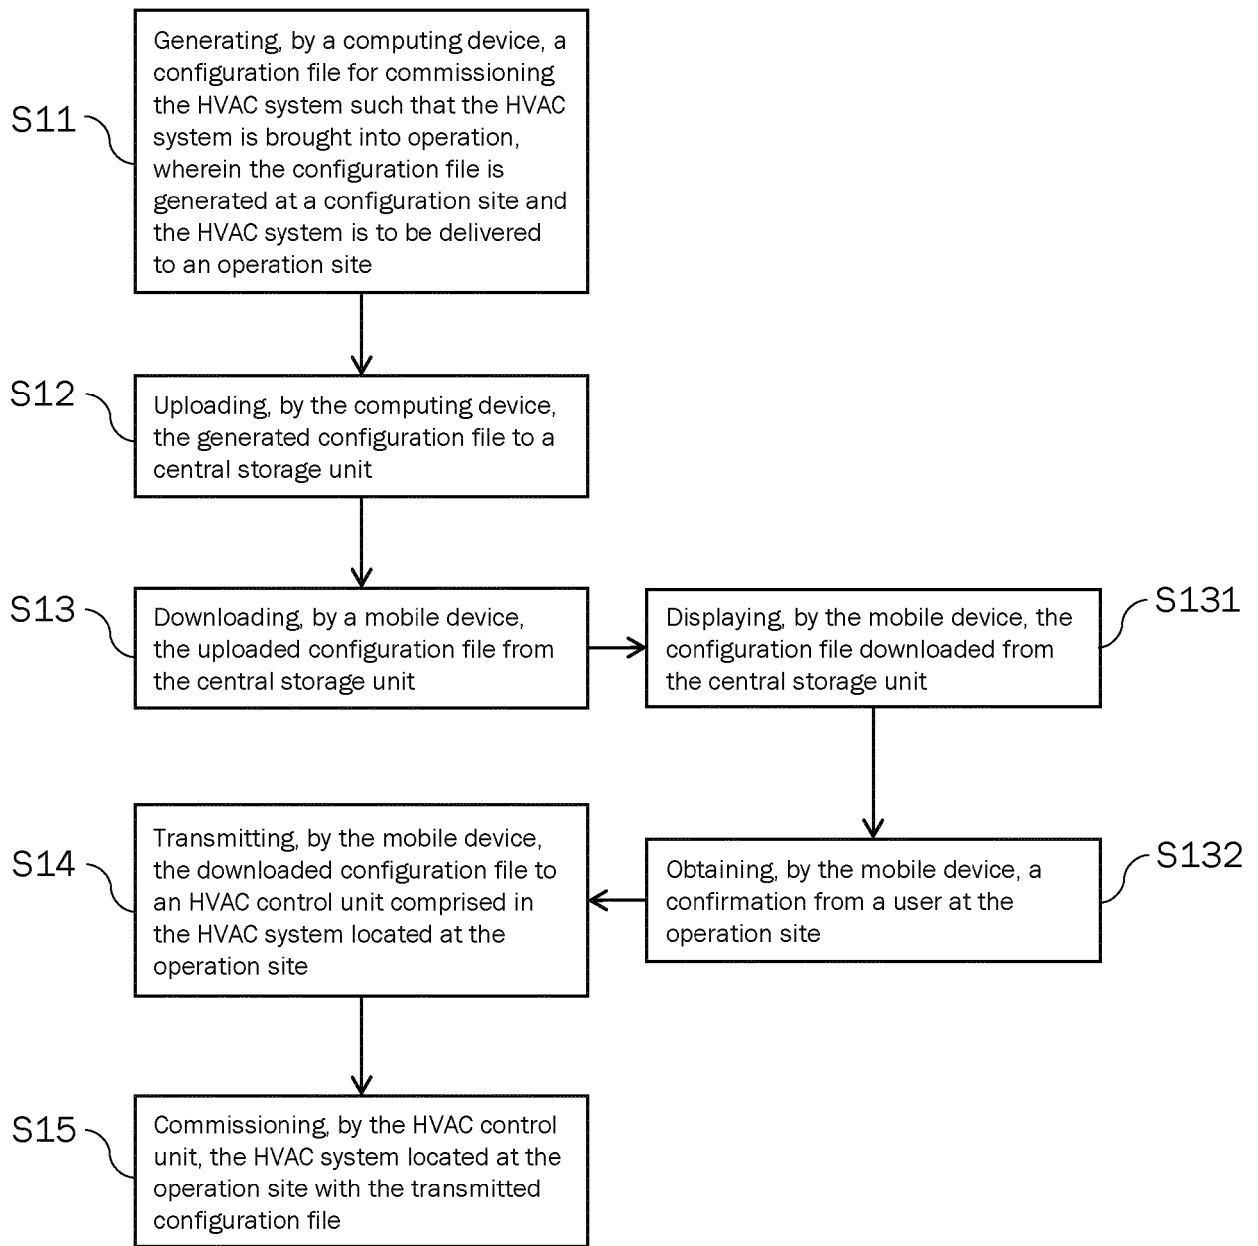 S11
Generating, by a computing device, a
configuration file for commissioning
the HVAC system such that the HVAC
system is brought into operation,
wherein the configuration file is
generated at a configuration site and
the HVAC system is to be delivered
to an operation site
S12
Uploading, by the computing device,
the generated configuration file to a
central storage unit
S13
Downloading, by a mobile device,
the uploaded configuration file from
the central storage unit
S131
Displaying, by the mobile device, the
configuration file downloaded from
the central storage unit
S132
Obtaining, by the mobile device, a
confirmation from a user at the
operation site
S14
Transmitting, by the mobile device,
the downloaded configuration file to
an HVAC control unit comprised in
the HVAC system located at the
operation site
S15
Commissioning, by the HVAC control
unit, the HVAC system located at the
operation site with the transmitted
configuration file